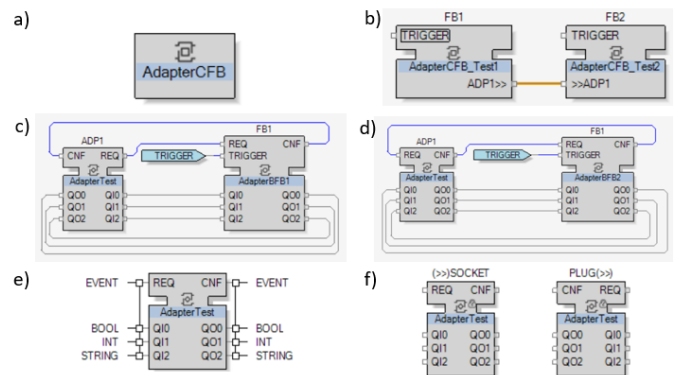 a)
AdapterCFB
b)
FB1 FB2
TRIGGER TRIGGER
AdapterCFB_Test1 AdapterCFB_Test2
ADP1>> >>ADP1
c)
ADP1 FB1
CNF REQ TRIGGER REQ CNF
TRIGGER
AdapterTest AdapterBFB1
QO0 QI0 QI0 QO0
QO1 QI1 QI1 QO1
QO2 QI2 QI2 QO2
d)
ADP1 FB1
CNF REQ TRIGGER REQ CNF
TRIGGER
AdapterTest AdapterBFB2
QO0 QI0 QI0 QO0
QO1 QI1 QI1 QO1
QO2 QI2 QI2 QO2
e)
EVENT REQ CNF EVENT
AdapterTest
BOOL QI0 QO0 BOOL
INT QI1 QO1 INT
STRING QI2 QO2 STRING
f)
(>>)SOCKET PLUG(>>)
REQ CNF CNF REQ
AdapterTest AdapterTest
QI0 QO0 QO0 QI0
QI1 QO1 QO1 QI1
QI2 QO2 QO2 QI2